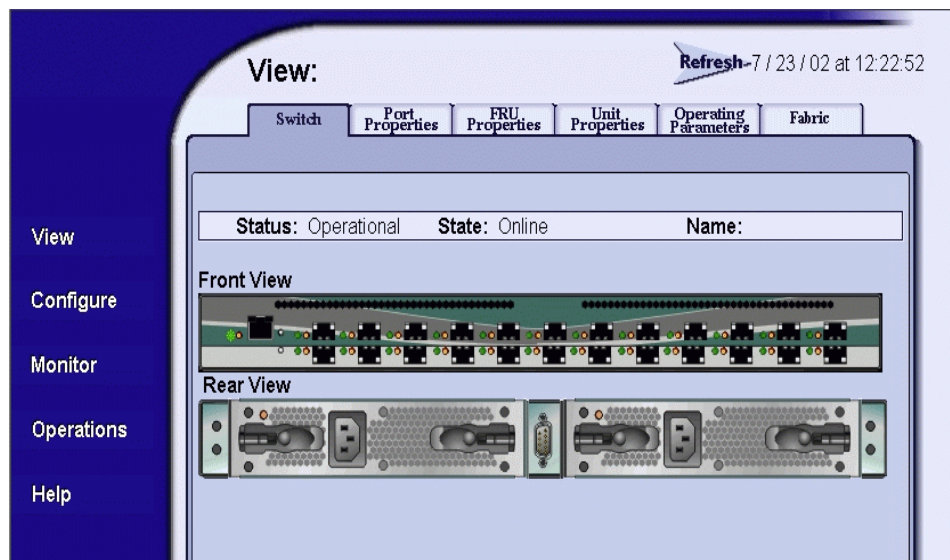 View:
Refresh-7 / 23 / 02 at 12:22:52
Switch
Port Properties
FRU Properties
Unit Properties
Operating Parameters
Fabric
Status: Operational State: Online Name:
View
Configure
Monitor
Operations
Help
Front View
Rear View